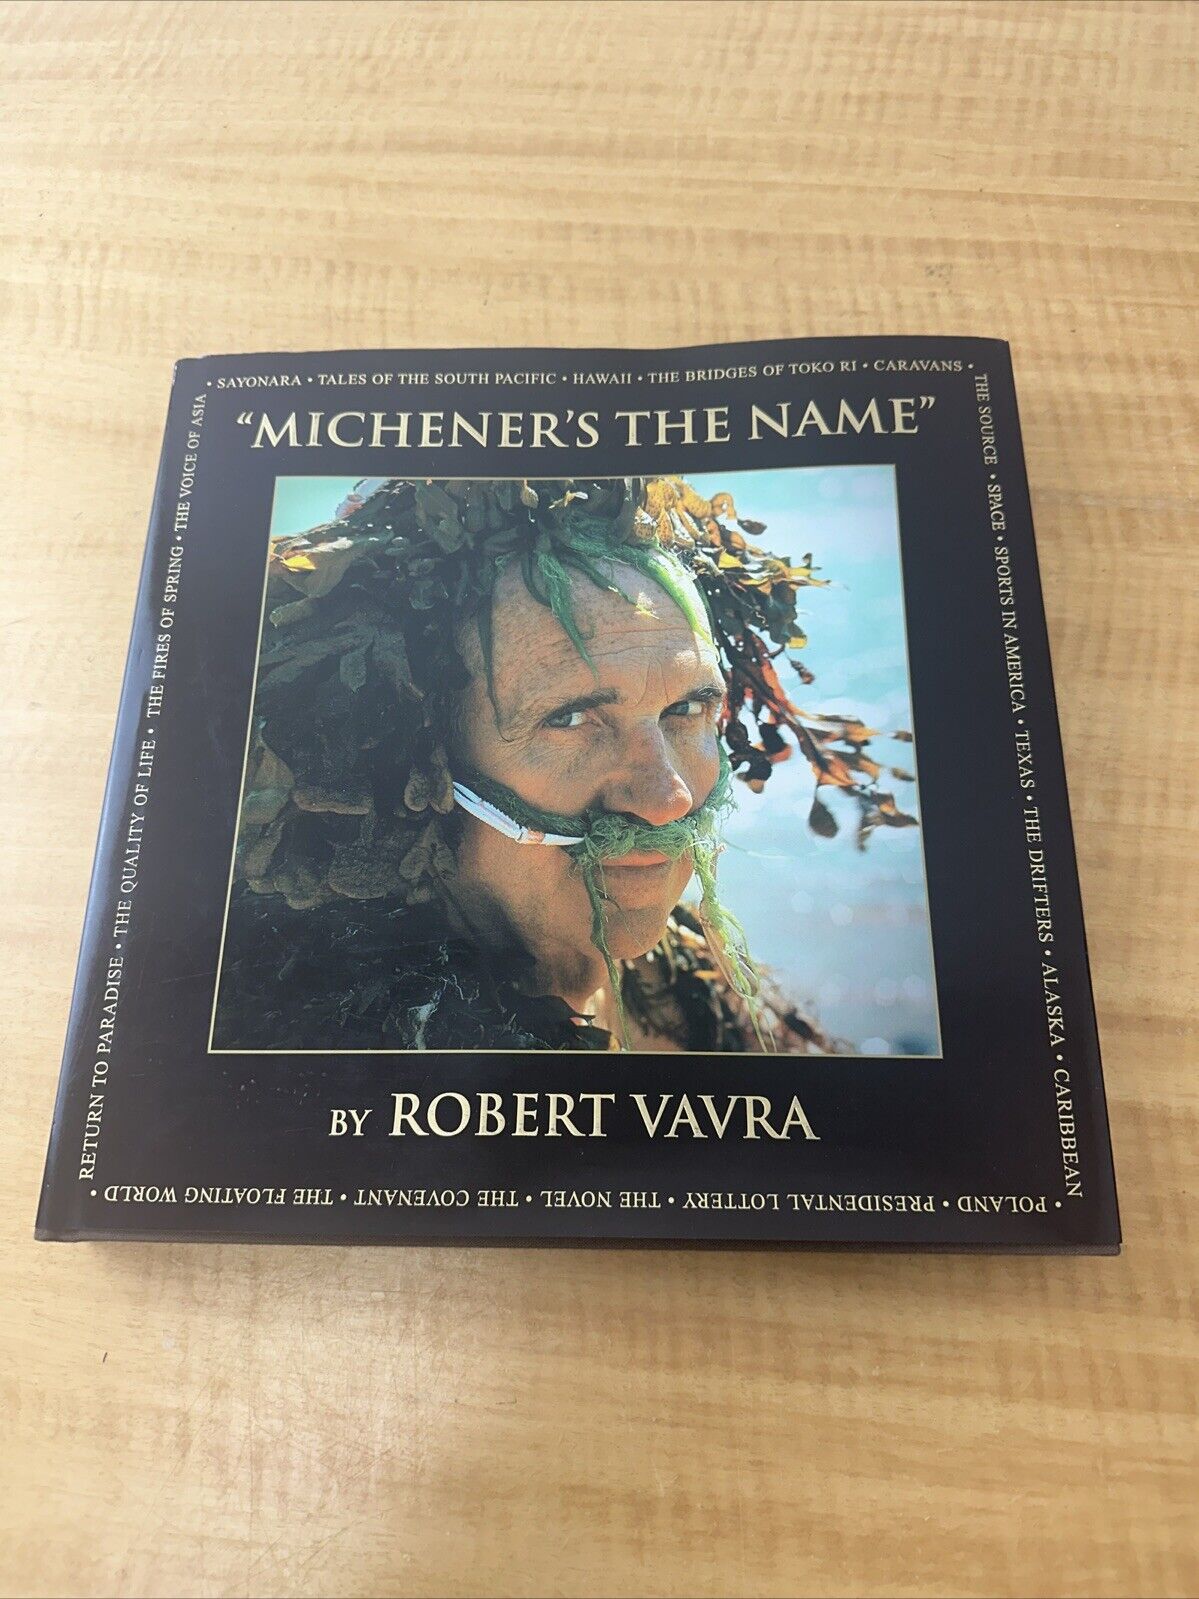 • SAYONARA • TALES OF THE SOUTH PACIFIC • HAWAII • THE BRIDGES OF TOKO RI • CARAVANS •
THE SOURCE • SPACE • SPORTS IN AMERICA • TEXAS • THE DRIFTERS • ALASKA • CARIBBEAN
• POLAND • PRESIDENTAL LOTTERY • THE NOVEL • THE COVENANT • THE FLOATING WORLD •
RETURN TO PARADISE • THE QUALITY OF LIFE • THE FIRES OF SPRING • THE VOICE OF ASIA
“MICHENER’S THE NAME”
BY ROBERT VAVRA